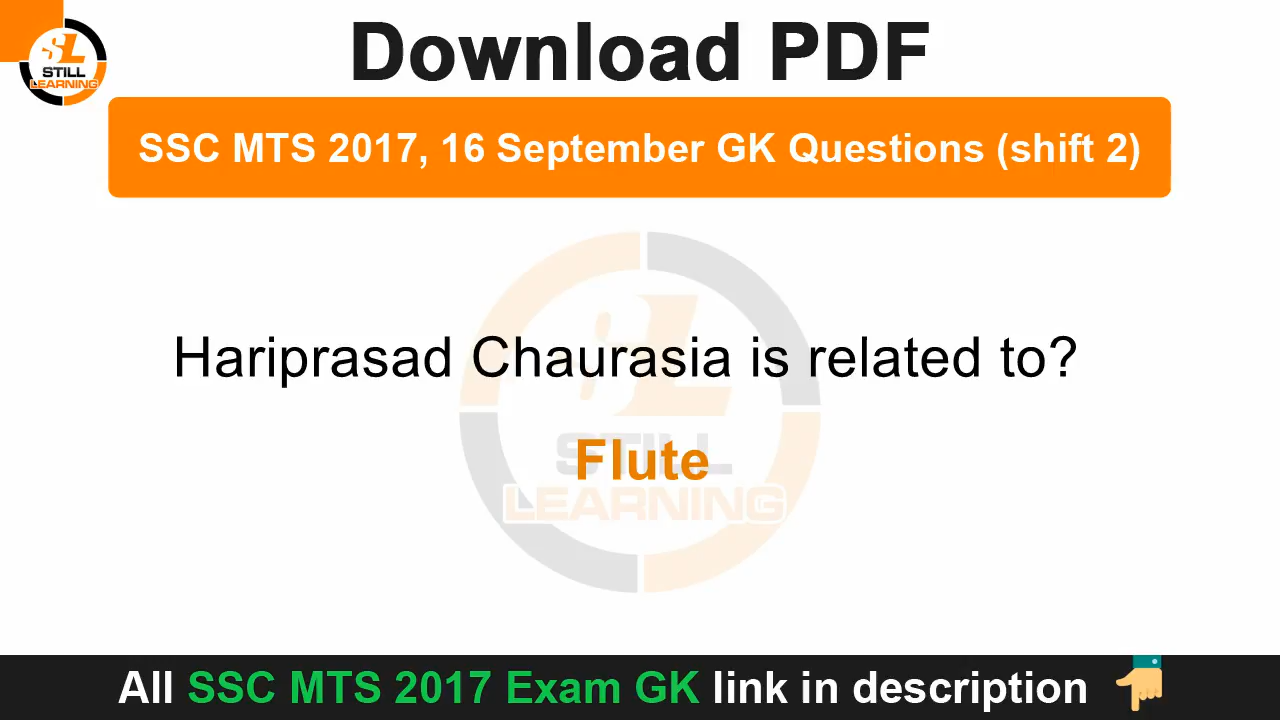 SL
STILL
LEARNING
Download PDF
SSC MTS 2017, 16 September GK Questions (shift 2)
Hariprasad Chaurasia is related to?
Flute
SL
STILL
LEARNING
All SSC MTS 2017 Exam GK link in description